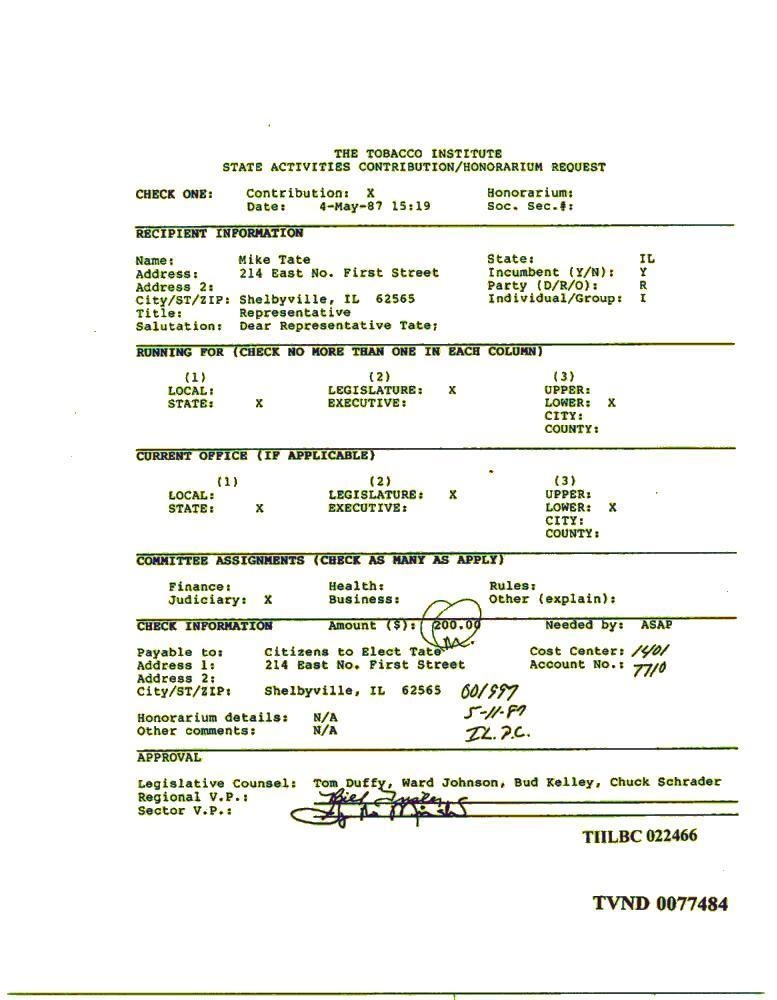 THE TOBACCO INSTITUTE
STATE ACTIVITIES CONTRIBUTION/HONORARIUM REQUEST
CHECK ONE: Contribution: X Honorarium:
Date: 4-May-87 15:19 Soc. Sec.#:
RECIPIENT INFORMATION
Name: Mike Tate State: IL
Address: 214 East No. First Street Incumbent (Y/N): Y
Address 2: Party (D/R/O): R
City/ST/ZIP: Shelbyville, IL 62565 Individual/Group: I
Title: Representative
Salutation: Dear Representative Tate;
RUNNING FOR (CHECK NO MORE THAN ONE IN EACH COLUMN)
(1) (2) (3)
LOCAL: LEGISLATURE: X UPPER:
STATE: X EXECUTIVE: LOWER: X
CITY:
COUNTY:
CURRENT OFFICE (IF APPLICABLE)
(1) (2) (3)
LOCAL: LEGISLATURE: X UPPER:
STATE: X EXECUTIVE: LOWER: X
CITY:
COUNTY:
COMMITTEE ASSIGNMENTS (CHECK AS MANY AS APPLY)
Finance: Health: Rules:
Judiciary: X Business: Other (explain):
CHECK INFORMATION Amount ($): 200.00 Needed by: ASAP
Payable to: Citizens to Elect Tate Cost Center: 1401
Address 1: 214 East No. First Street Account No.: 7710
Address 2:
City/ST/ZIP: Shelbyville, IL 62565 001997
Honorarium details: N/A 5-11-87
Other comments: N/A IL. P.C.
APPROVAL
Legislative Counsel: Tom Duffy, Ward Johnson, Bud Kelley, Chuck Schrader
Regional V.P.:
Sector V.P.:
TIILBC 022466
TVND 0077484